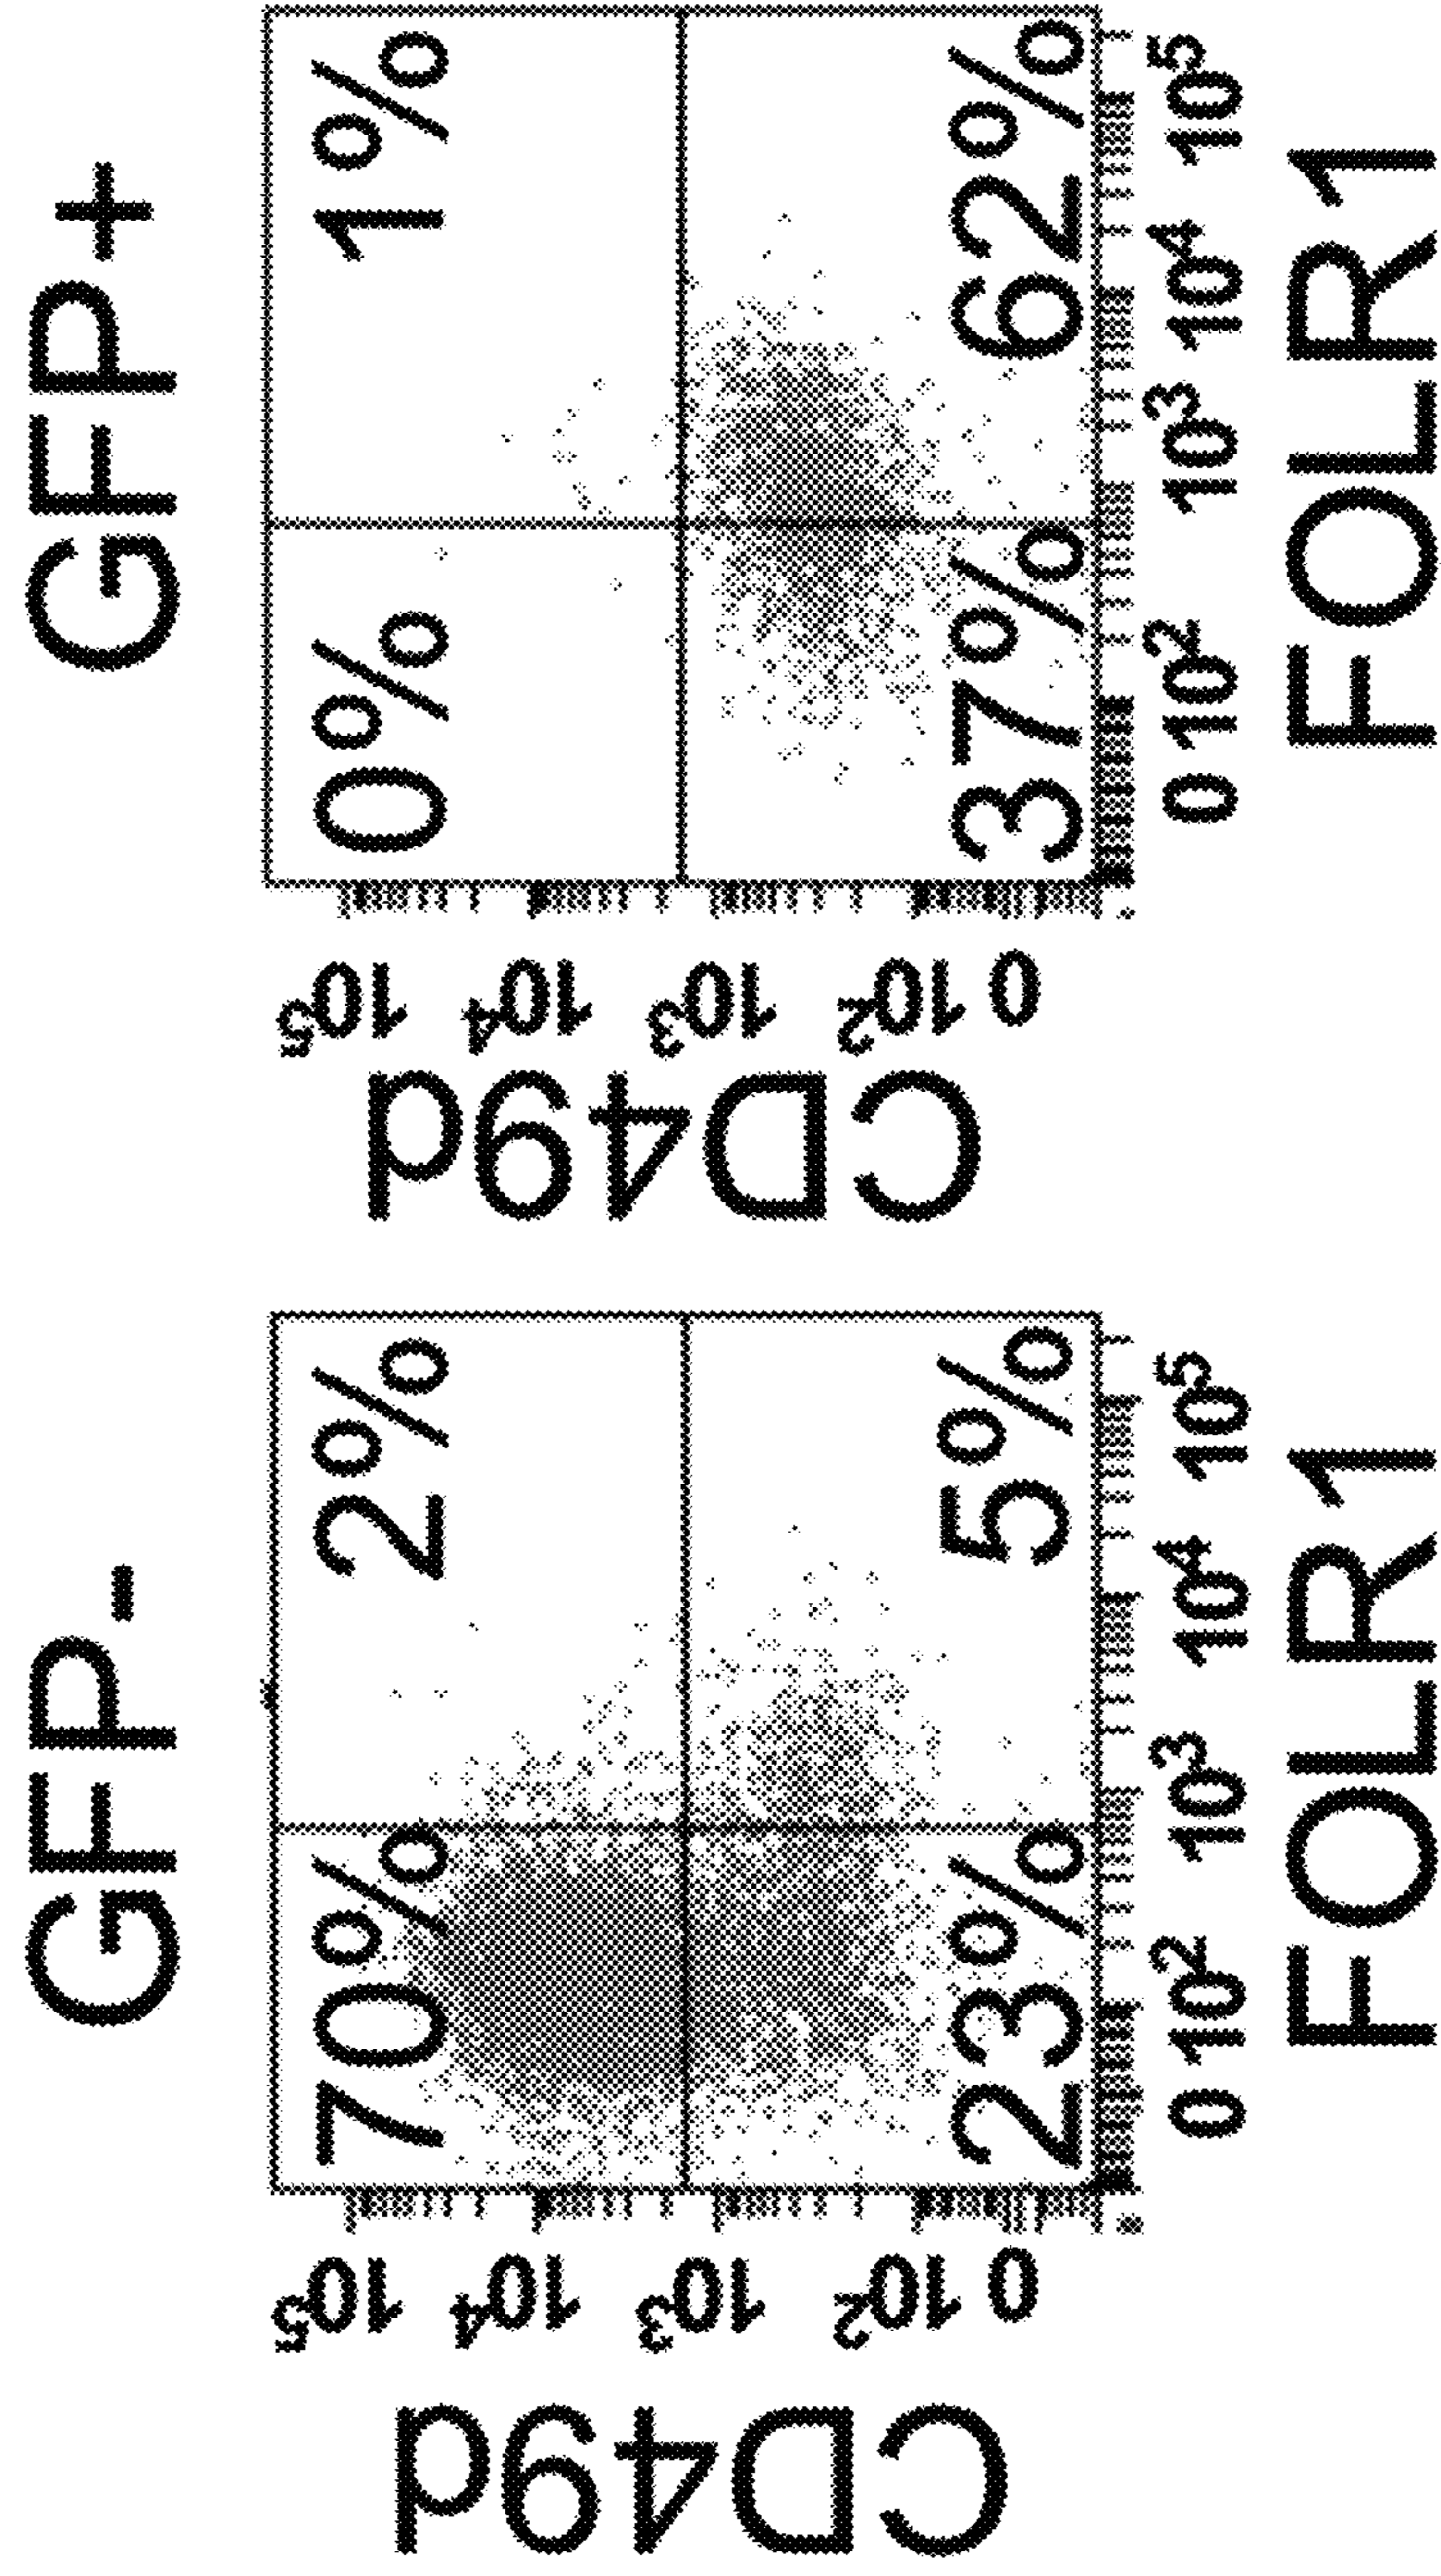 GFP-
CD49d
10⁵
10⁴
10³
10²
0
70%
2%
23%
5%
0 10² 10³ 10⁴ 10⁵
FOLR1
GFP+
CD49d
10⁵
10⁴
10³
10²
0
0%
1%
37%
62%
0 10² 10³ 10⁴ 10⁵
FOLR1